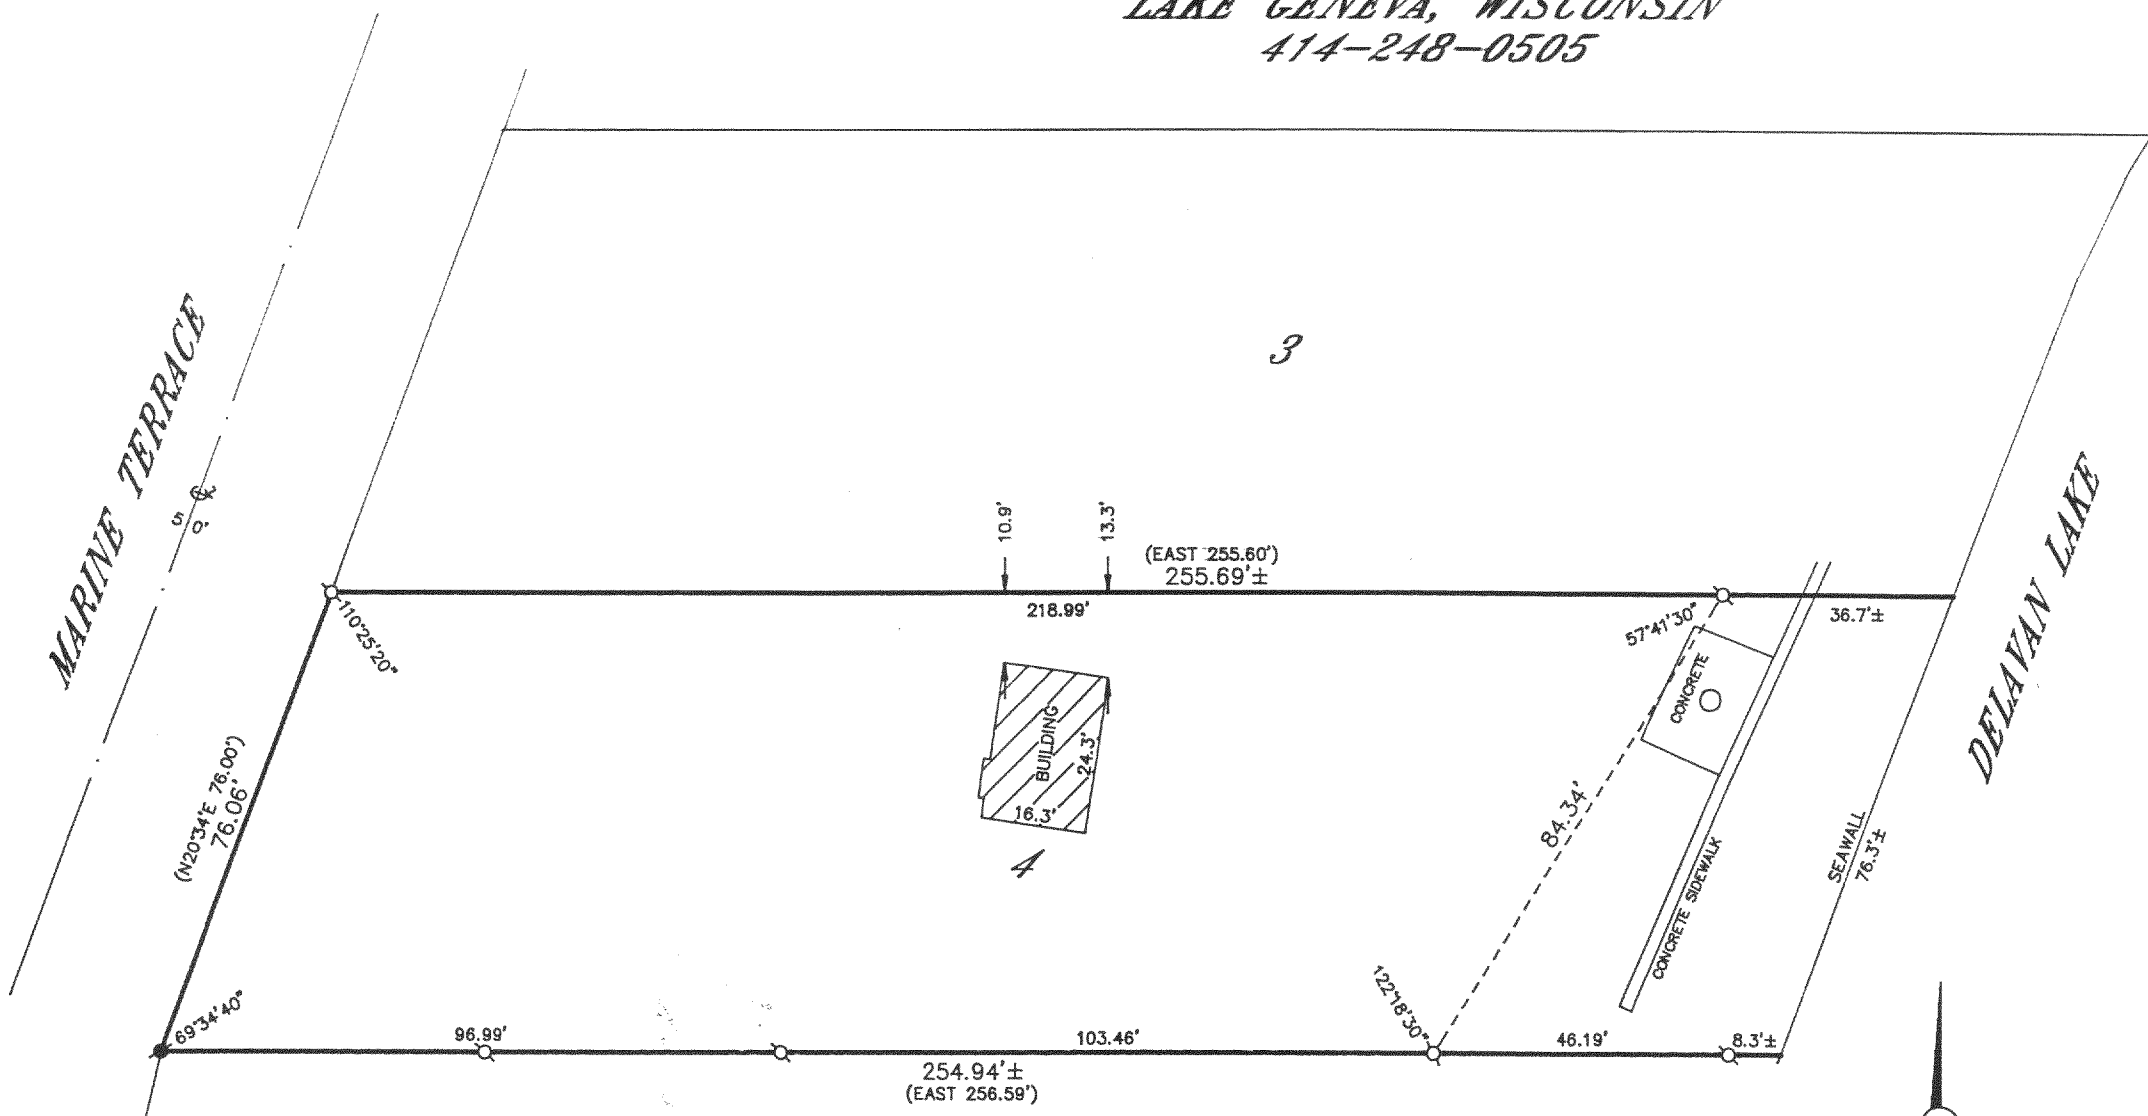 LAKE GENEVA, WISCONSIN
414-248-0505
MARINE TERRACE
50'
3
10.9'
13.3'
(EAST 255.60')
255.69'±
218.99'
110°25'20"
57°41'30"
36.7'±
DELAVAN LAKE
CONCRETE
BUILDING
24.3'
16.3'
4
(N20°34'E 76.00')
76.06'
84.34'
SEAWALL
76.3'±
CONCRETE SIDEWALK
69°34'40"
96.99'
103.46'
122°18'30"
46.19'
8.3'±
254.94'±
(EAST 256.59')